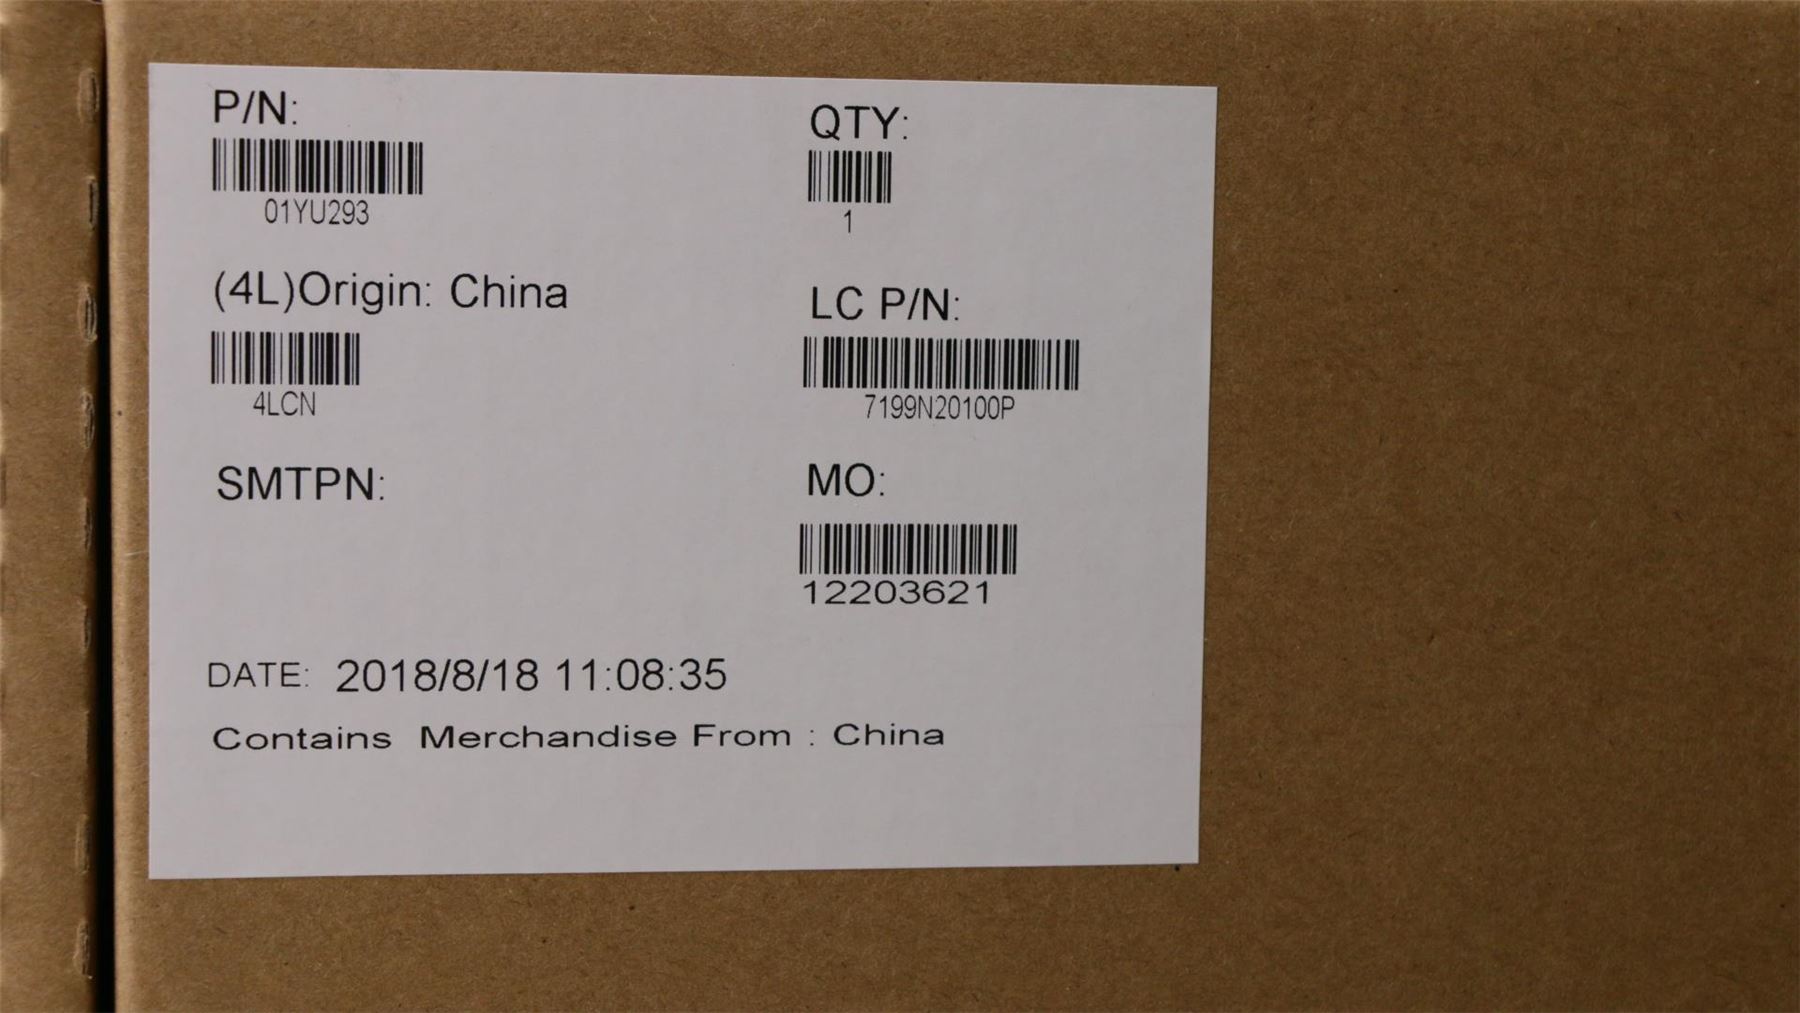 P/N:
01YU293
QTY:
1
(4L)Origin: China
4LCN
LC P/N:
7199N20100P
SMTPN:
MO:
12203621
DATE: 2018/8/18 11:08:35
Contains Merchandise From : China